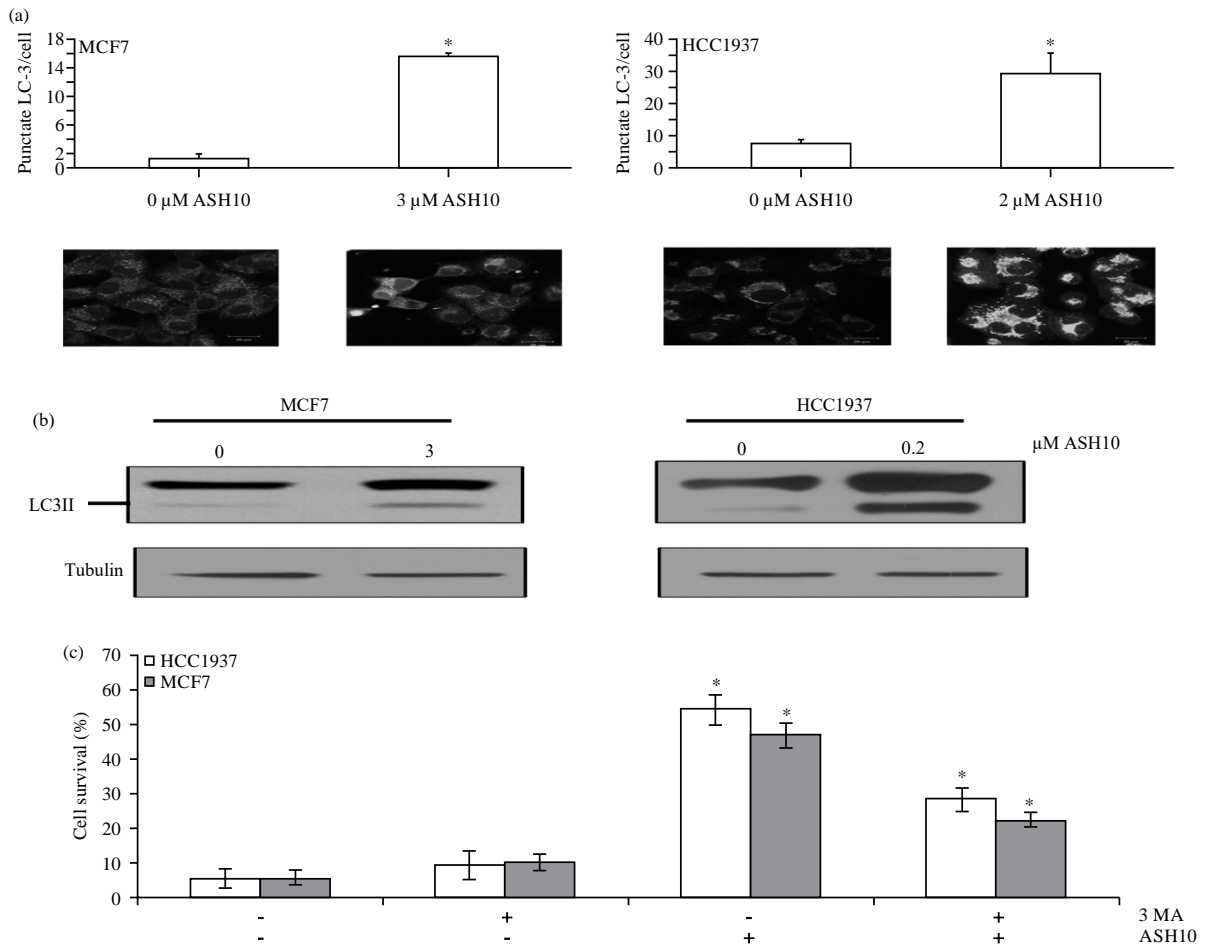 (a)
MCF7
Punctate LC-3/cell
18
14
10
6
2
0
*
0 µM ASH10
3 µM ASH10
HCC1937
Punctate LC-3/cell
40
30
20
10
0
*
0 µM ASH10
2 µM ASH10
(b)
MCF7
HCC1937
0
3
0
0.2
µM ASH10
LC3II
Tubulin
(c)
HCC1937
MCF7
Cell survival (%)
70
60
50
40
30
20
10
0
*
*
*
*
- + - + 3 MA
- - + + ASH10